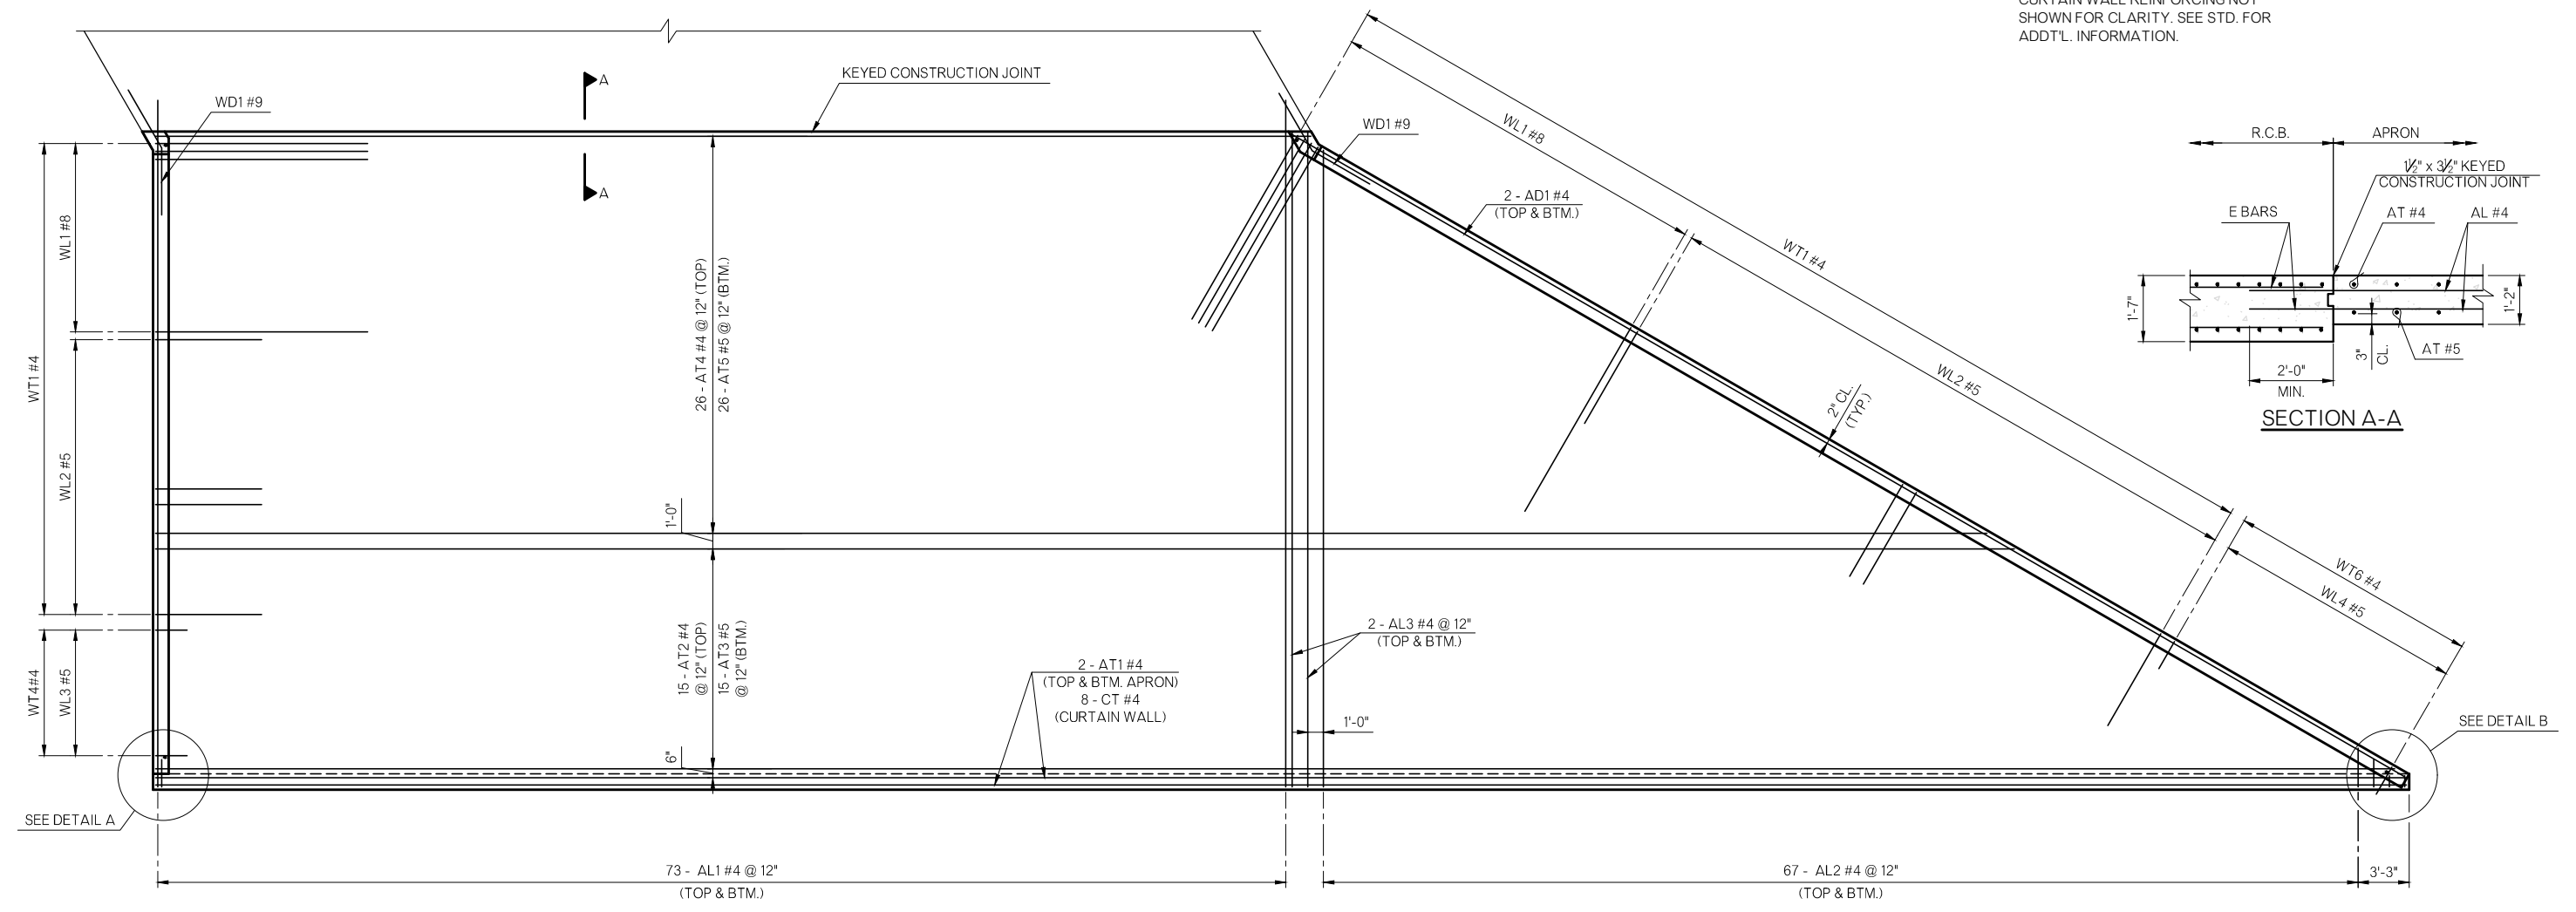 CURTAIN WALL REINFORCING NOT
SHOWN FOR CLARITY. SEE STD. FOR
ADDT'L. INFORMATION.
A
KEYED CONSTRUCTION JOINT
WD1 #9
WD1 #9
A
WL1 #8
2 - AD1 #4
(TOP & BTM.)
WT1 #4
WL2 #5
2" CL.
(TYP.)
WT6 #4
WL4 #5
R.C.B.
APRON
1½" x 3½" KEYED
CONSTRUCTION JOINT
E BARS
AT #4
AL #4
1'-7"
1'-2"
3"
CL.
AT #5
2'-0"
MIN.
SECTION A-A
WL1 #8
WT1 #4
WL2 #5
WT4#4
WL3 #5
26 - AT4 #4 @ 12" (TOP)
26 - AT5 #5 @ 12" (BTM.)
1'-0"
15 - AT2 #4
@ 12" (TOP)
15 - AT3 #5
@ 12" (BTM.)
6"
2 - AT1 #4
(TOP & BTM. APRON)
8 - CT #4
(CURTAIN WALL)
2 - AL3 #4 @ 12"
(TOP & BTM.)
1'-0"
SEE DETAIL B
SEE DETAIL A
73 - AL1 #4 @ 12"
(TOP & BTM.)
67 - AL2 #4 @ 12"
(TOP & BTM.)
3'-3"